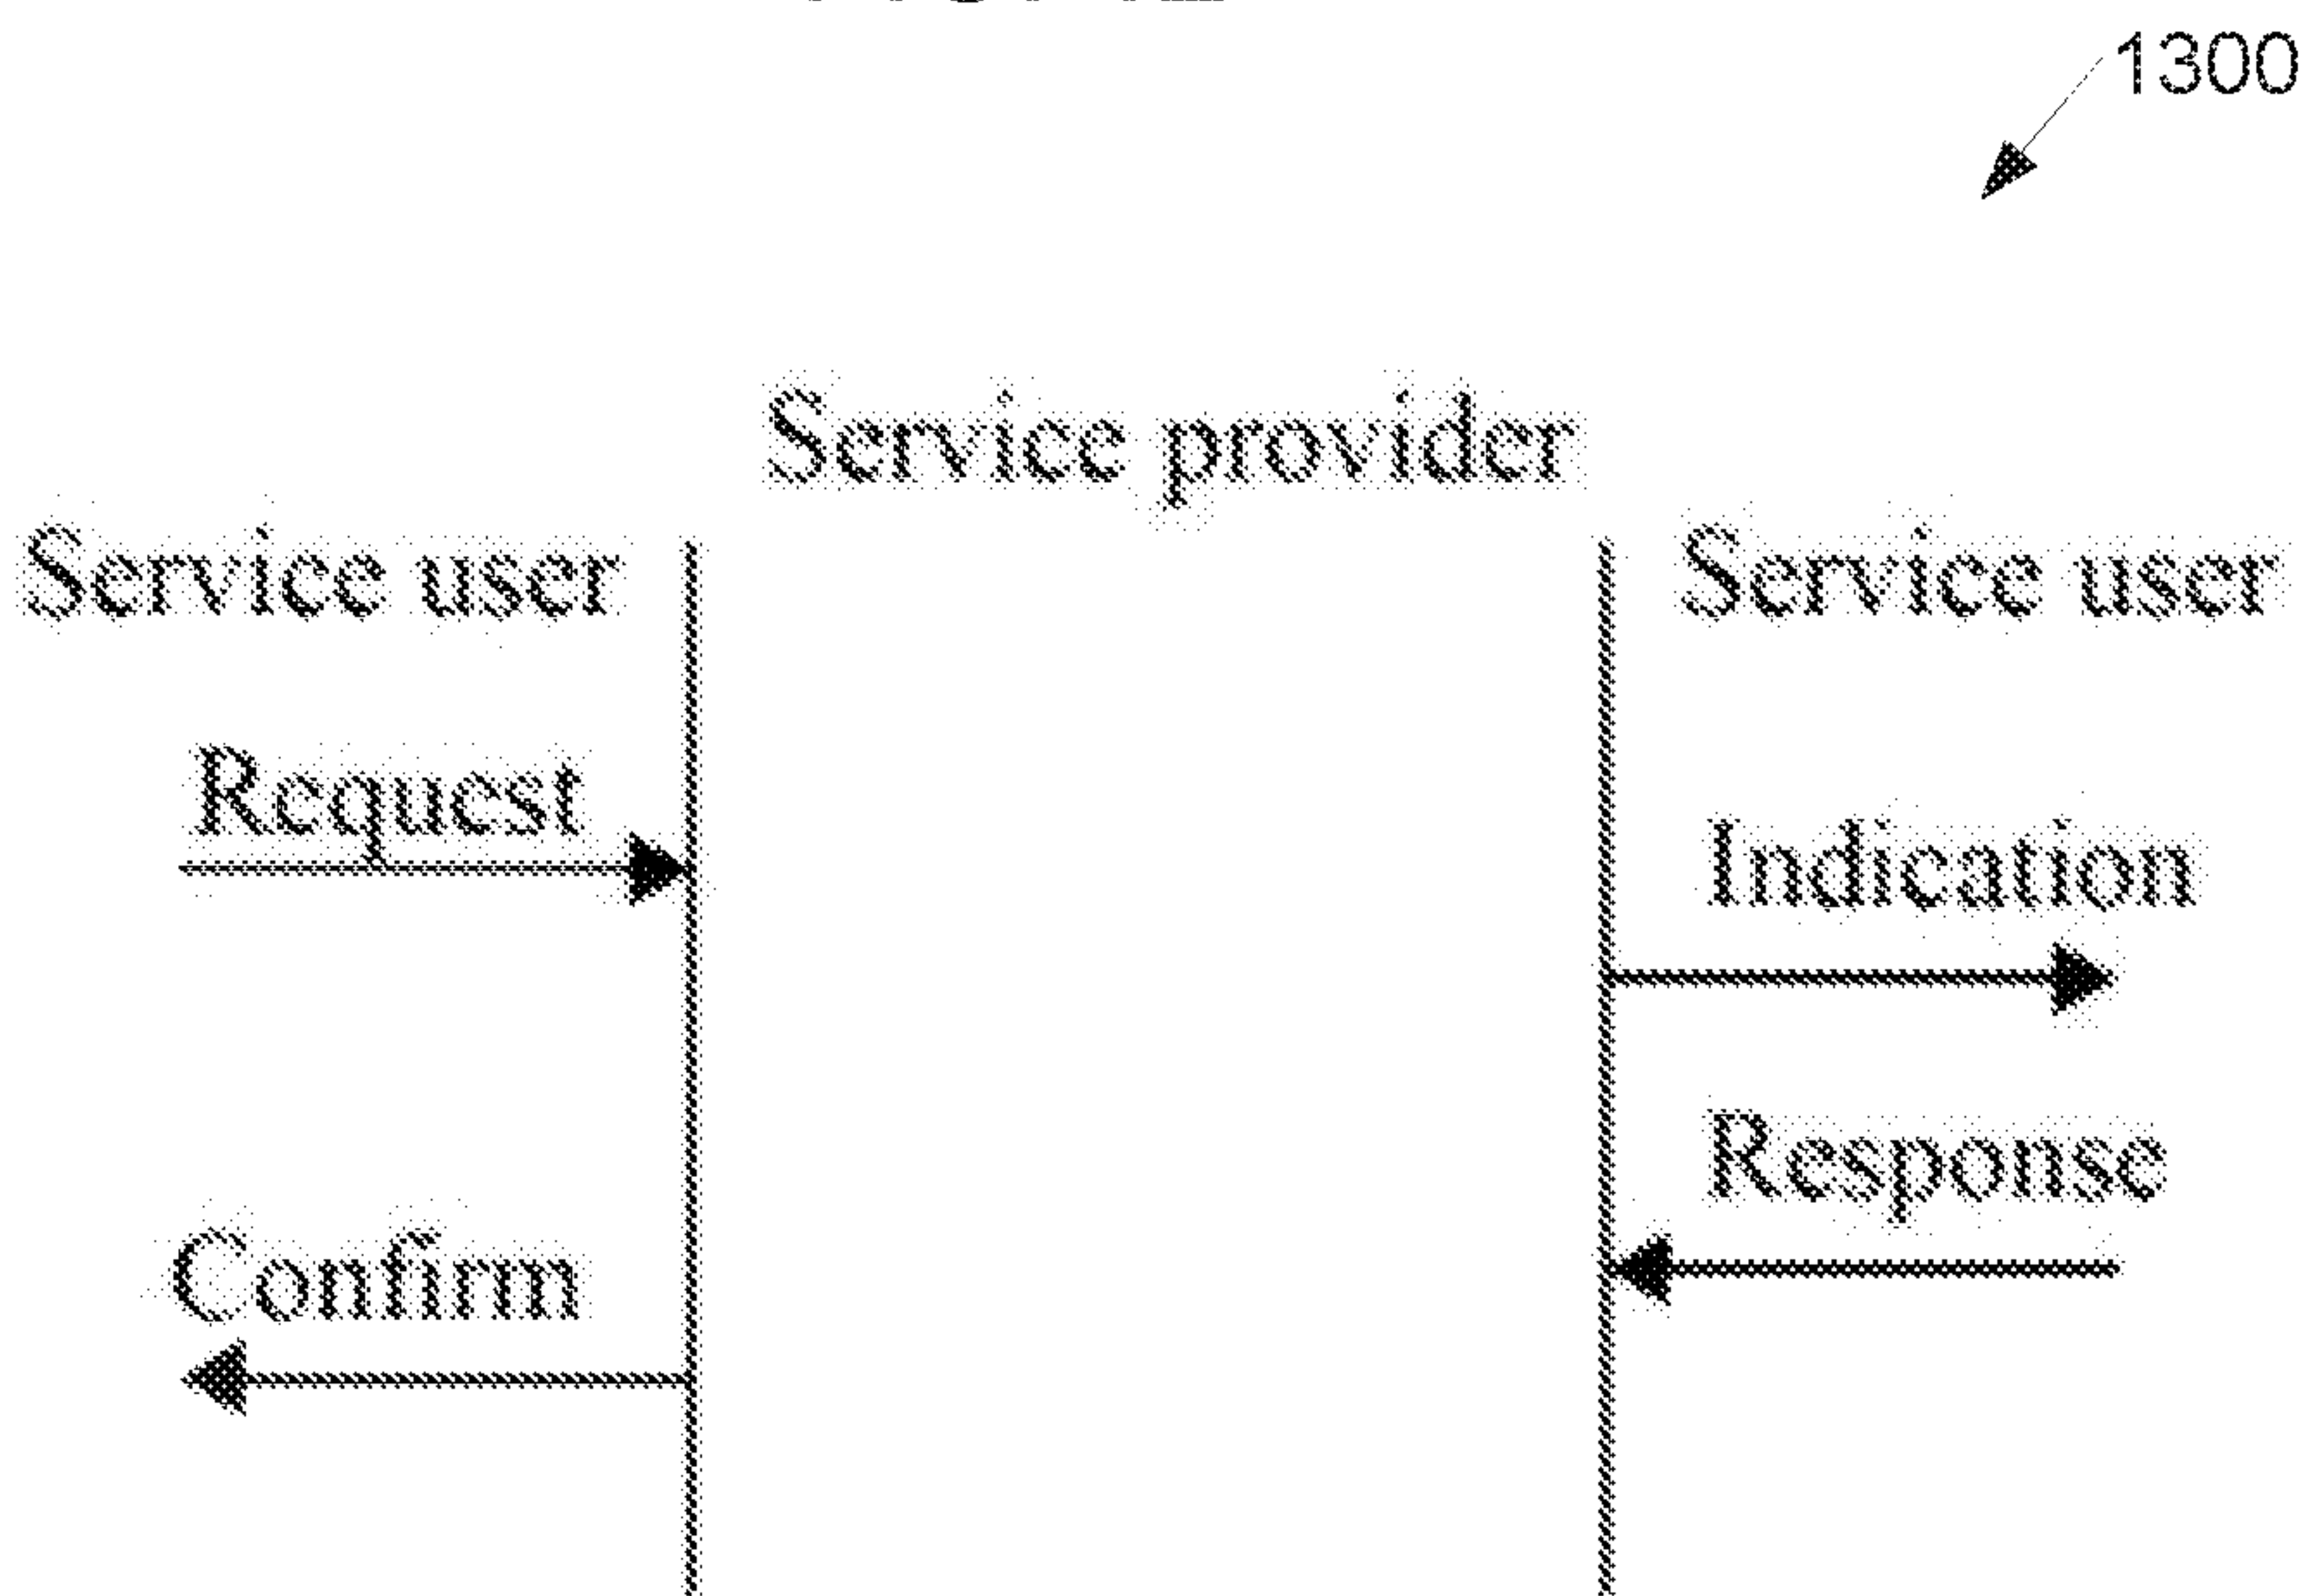 1300
Service provider
Service user
Service user
Request
Indication
Response
Confirm